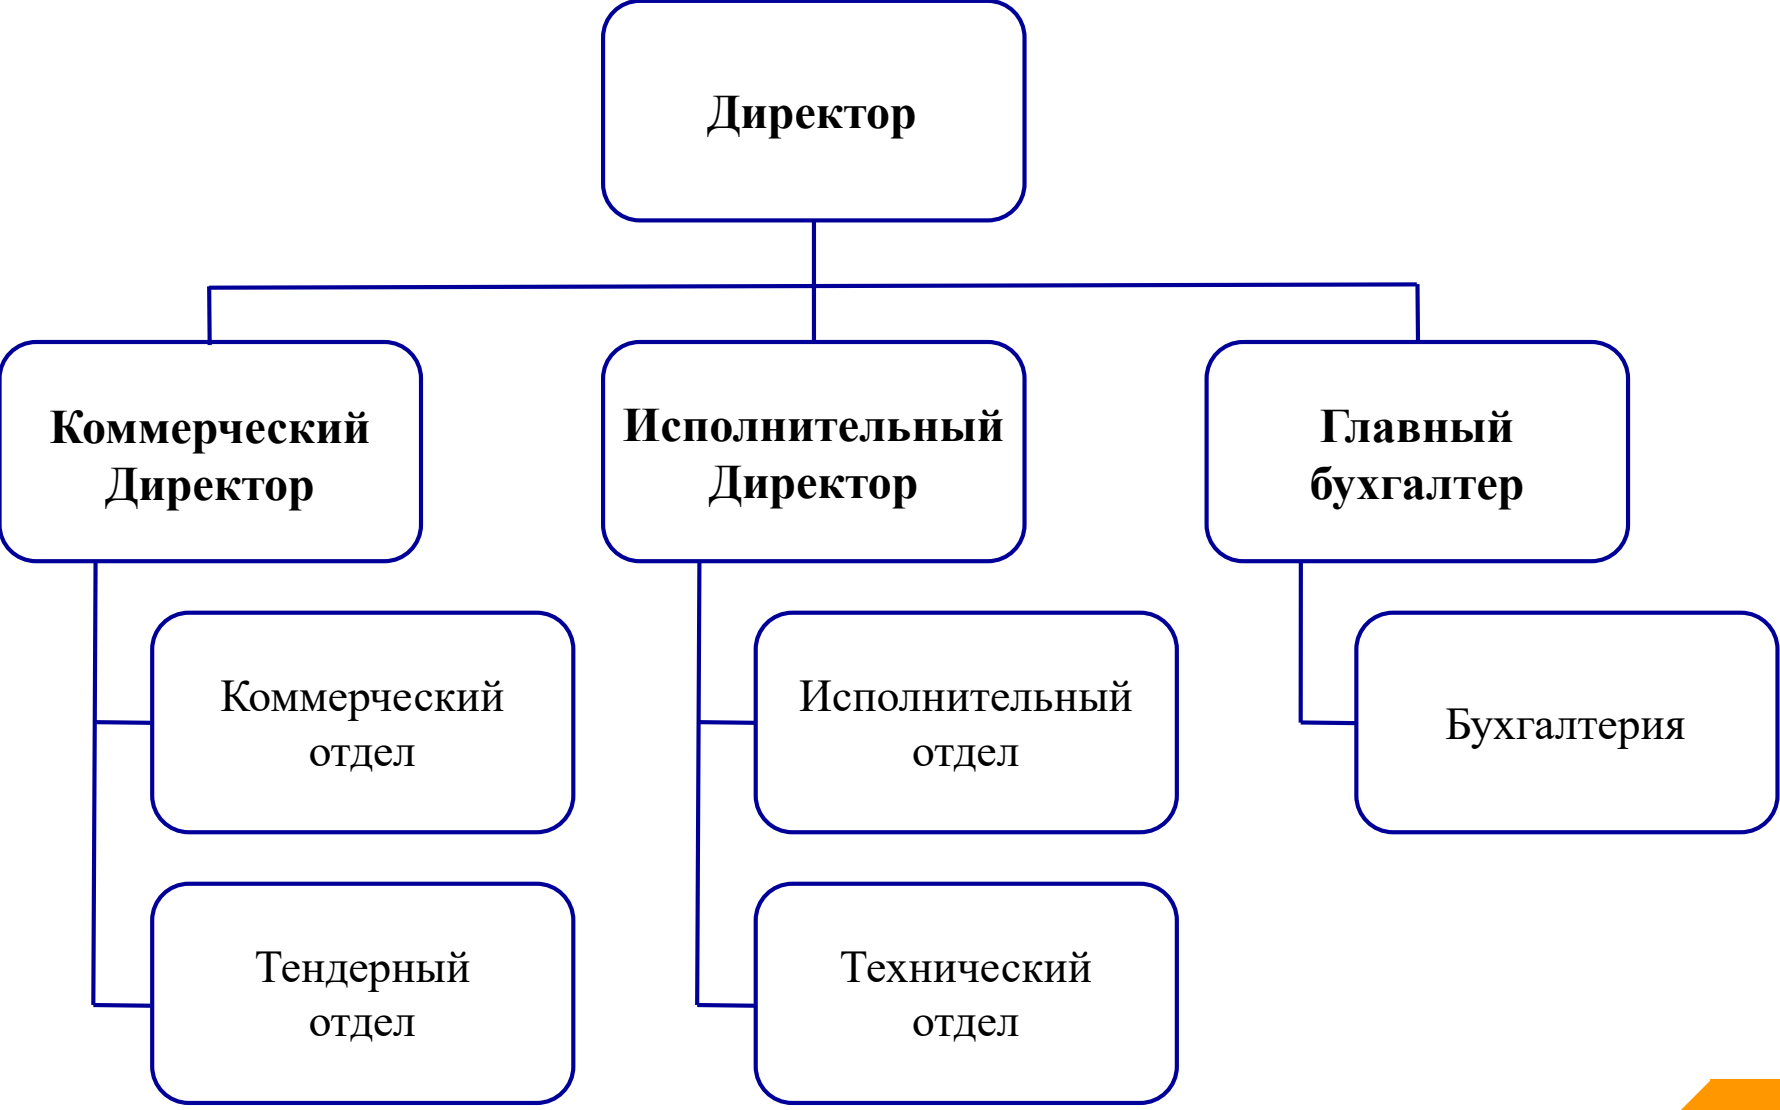 Директор
Коммерческий
Директор
Исполнительный
Директор
Главный
бухгалтер
Коммерческий
отдел
Исполнительный
отдел
Бухгалтерия
Тендерный
отдел
Технический
отдел